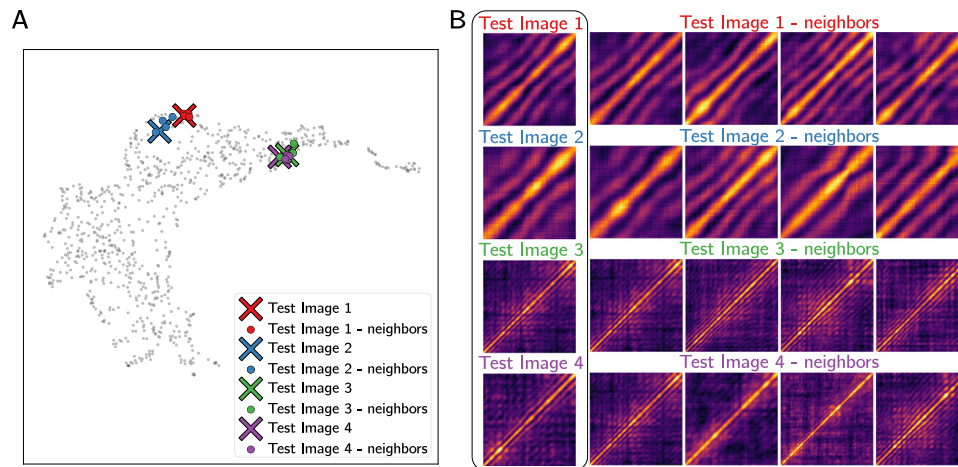 A
Test Image 1
Test Image 1 - neighbors
Test Image 2
Test Image 2 - neighbors
Test Image 3
Test Image 3 - neighbors
Test Image 4
Test Image 4 - neighbors
B
Test Image 1
Test Image 1 - neighbors
Test Image 2
Test Image 2 - neighbors
Test Image 3
Test Image 3 - neighbors
Test Image 4
Test Image 4 - neighbors